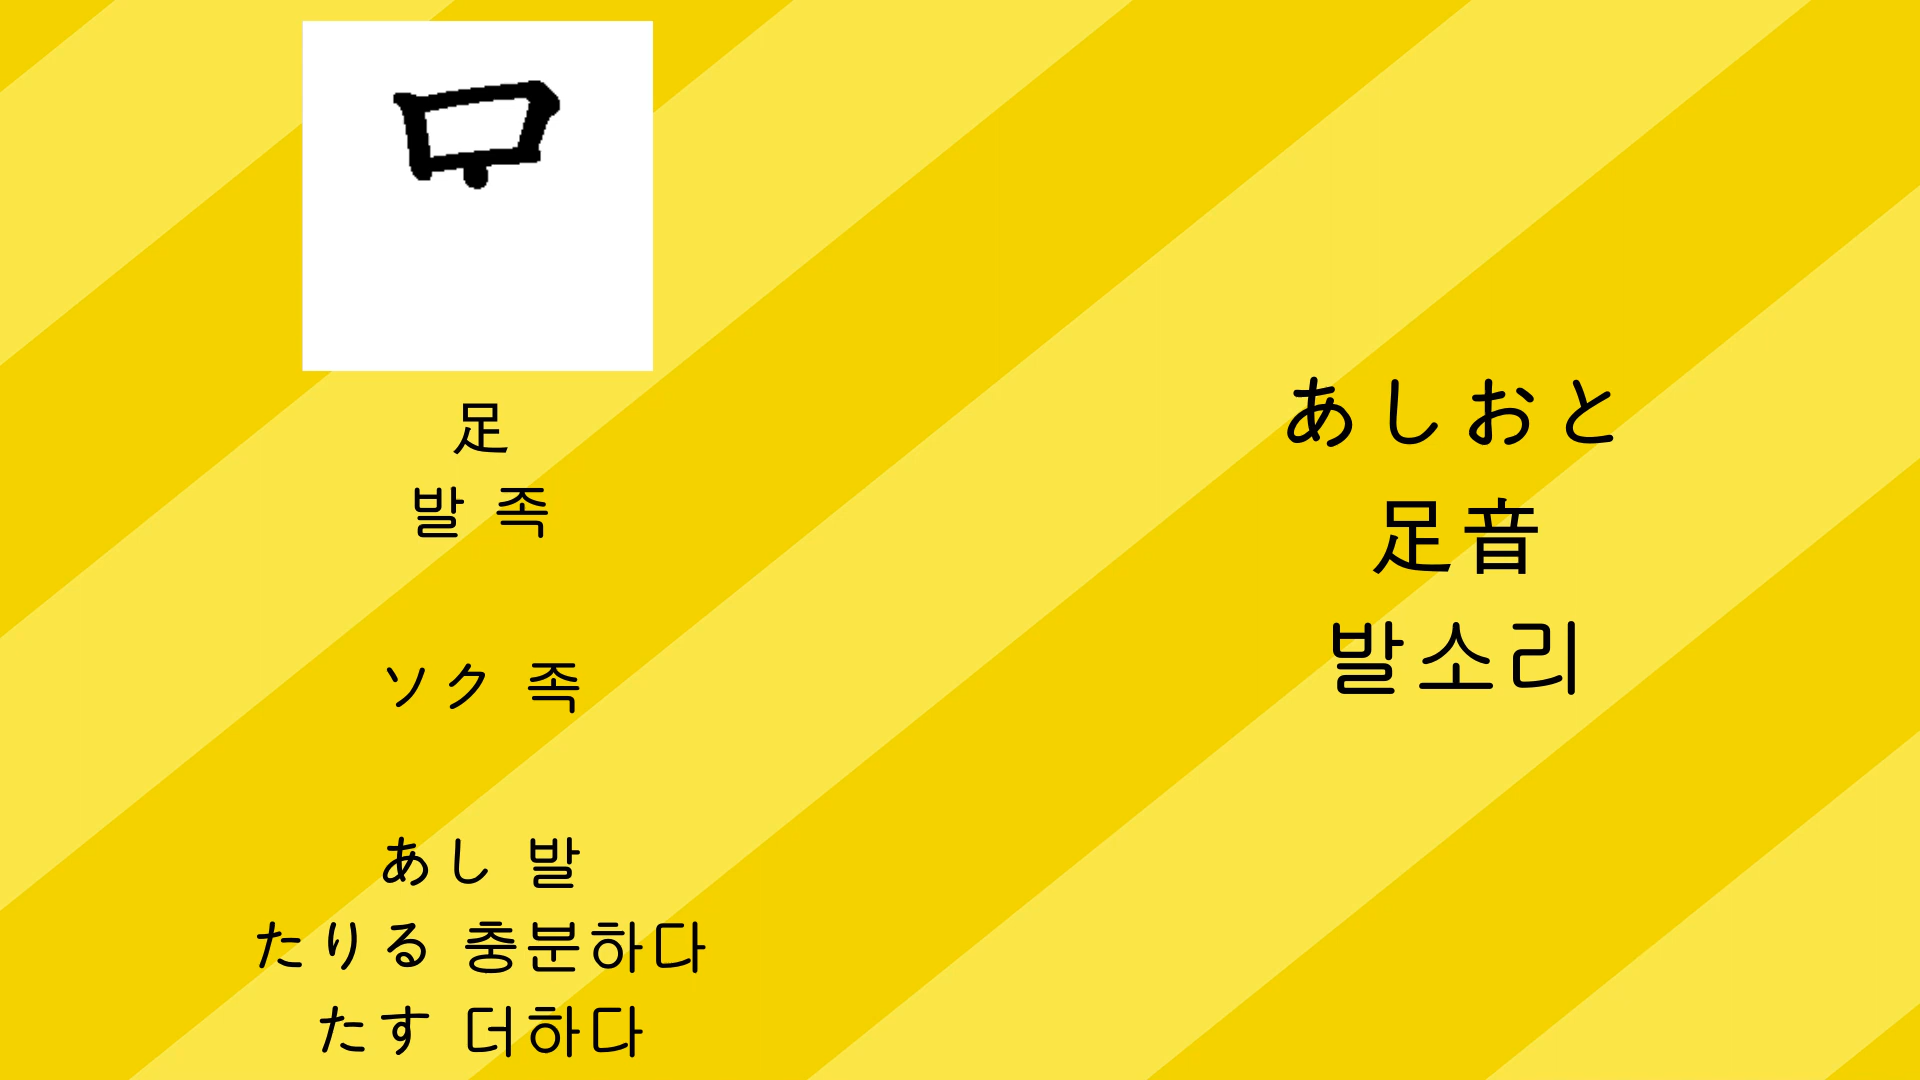 足
발 족
ソク 족
あし 발
たりる 충분하다
たす 더하다
あしおと
足音
발소리